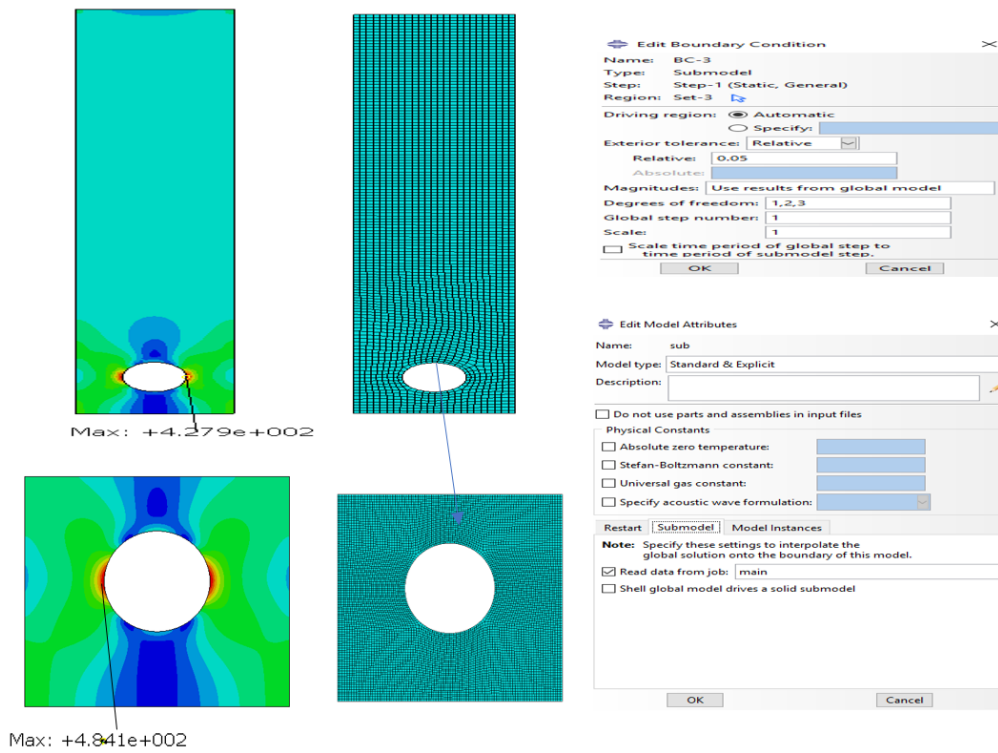 Max: +4.279e+002
Max: +4.841e+002
Edit Boundary Condition
Name: BC-3
Type: Submodel
Step: Step-1 (Static, General)
Region: Set-3
Driving region: Automatic
Specify:
Exterior tolerance: Relative
Relative: 0.05
Absolute:
Magnitudes: Use results from global model
Degrees of freedom: 1,2,3
Global step number: 1
Scale: 1
Scale time period of global step to
time period of submodel step.
OK Cancel
Edit Model Attributes
Name: sub
Model type: Standard & Explicit
Description:
Do not use parts and assemblies in input files
Physical Constants
Absolute zero temperature:
Stefan-Boltzmann constant:
Universal gas constant:
Specify acoustic wave formulation:
Restart Submodel Model Instances
Note: Specify these settings to interpolate the
global solution onto the boundary of this model.
Read data from job: main
Shell global model drives a solid submodel
OK Cancel